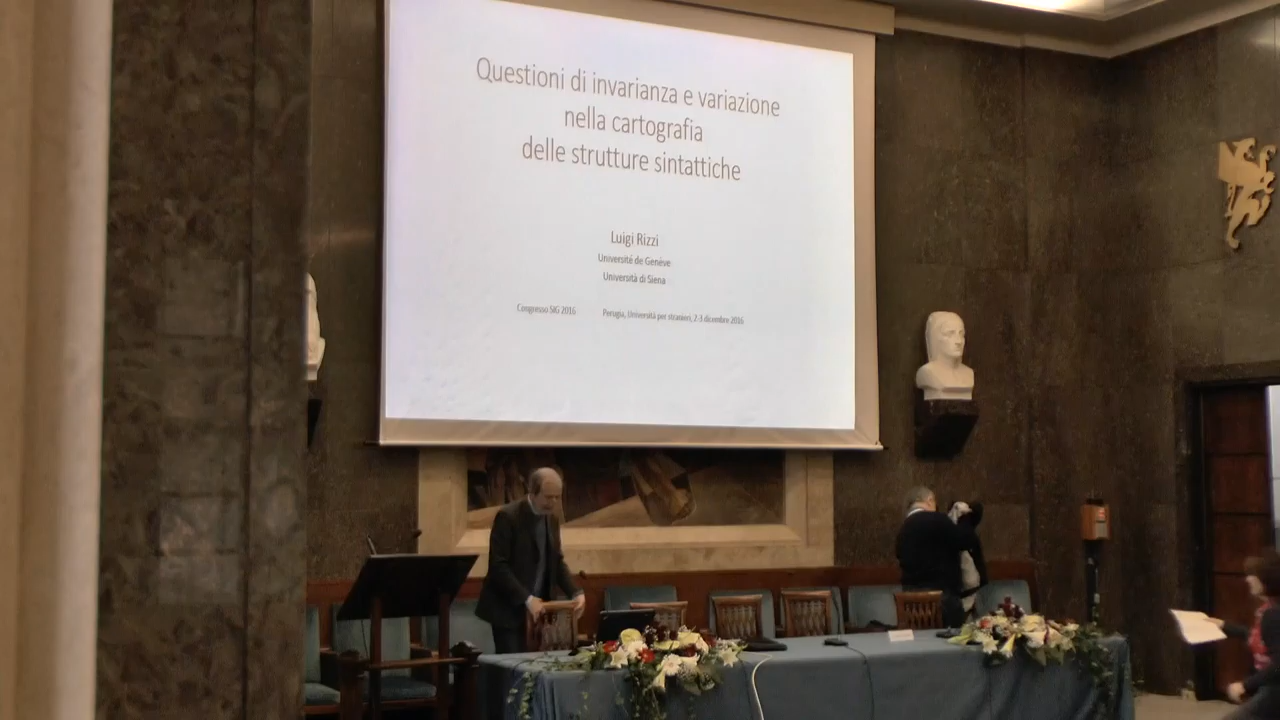 Questioni di invarianza e variazione
nella cartografia
delle strutture sintattiche
Luigi Rizzi
Université de Genève
Università di Siena
Congresso SIG 2016 Perugia, Università per stranieri, 2-3 dicembre 2016